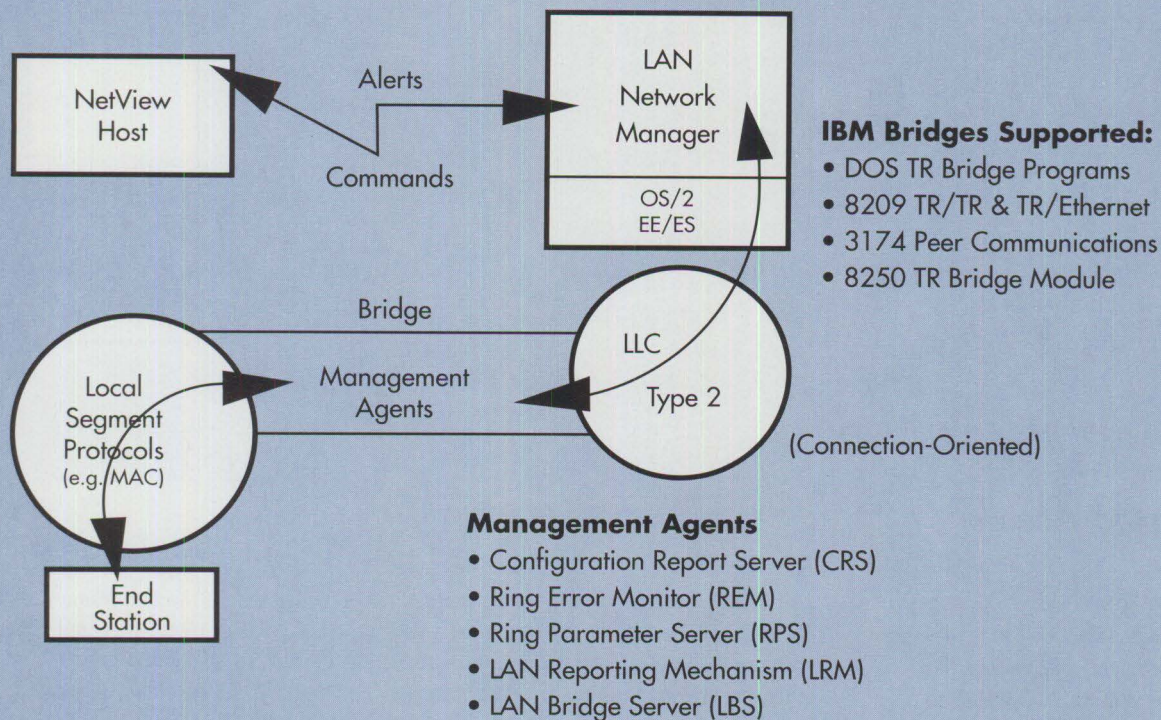 NetView
Host
Alerts
Commands
LAN
Network
Manager
OS/2
EE/ES
IBM Bridges Supported:
• DOS TR Bridge Programs
• 8209 TR/TR & TR/Ethernet
• 3174 Peer Communications
• 8250 TR Bridge Module
Bridge
Management
Agents
Local
Segment
Protocols
(e.g. MAC)
LLC
Type 2
(Connection-Oriented)
End
Station
Management Agents
• Configuration Report Server (CRS)
• Ring Error Monitor (REM)
• Ring Parameter Server (RPS)
• LAN Reporting Mechanism (LRM)
• LAN Bridge Server (LBS)